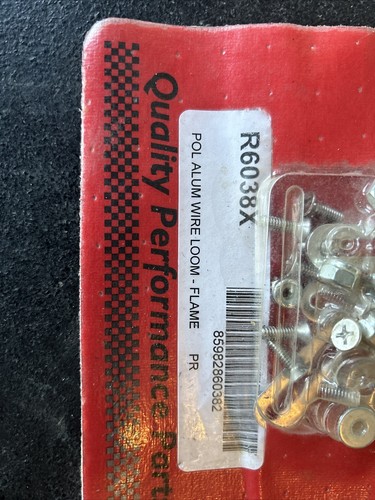 Quality Performance Part
R6038X
POL ALUM WIRE LOOM - FLAME PR
85982860382